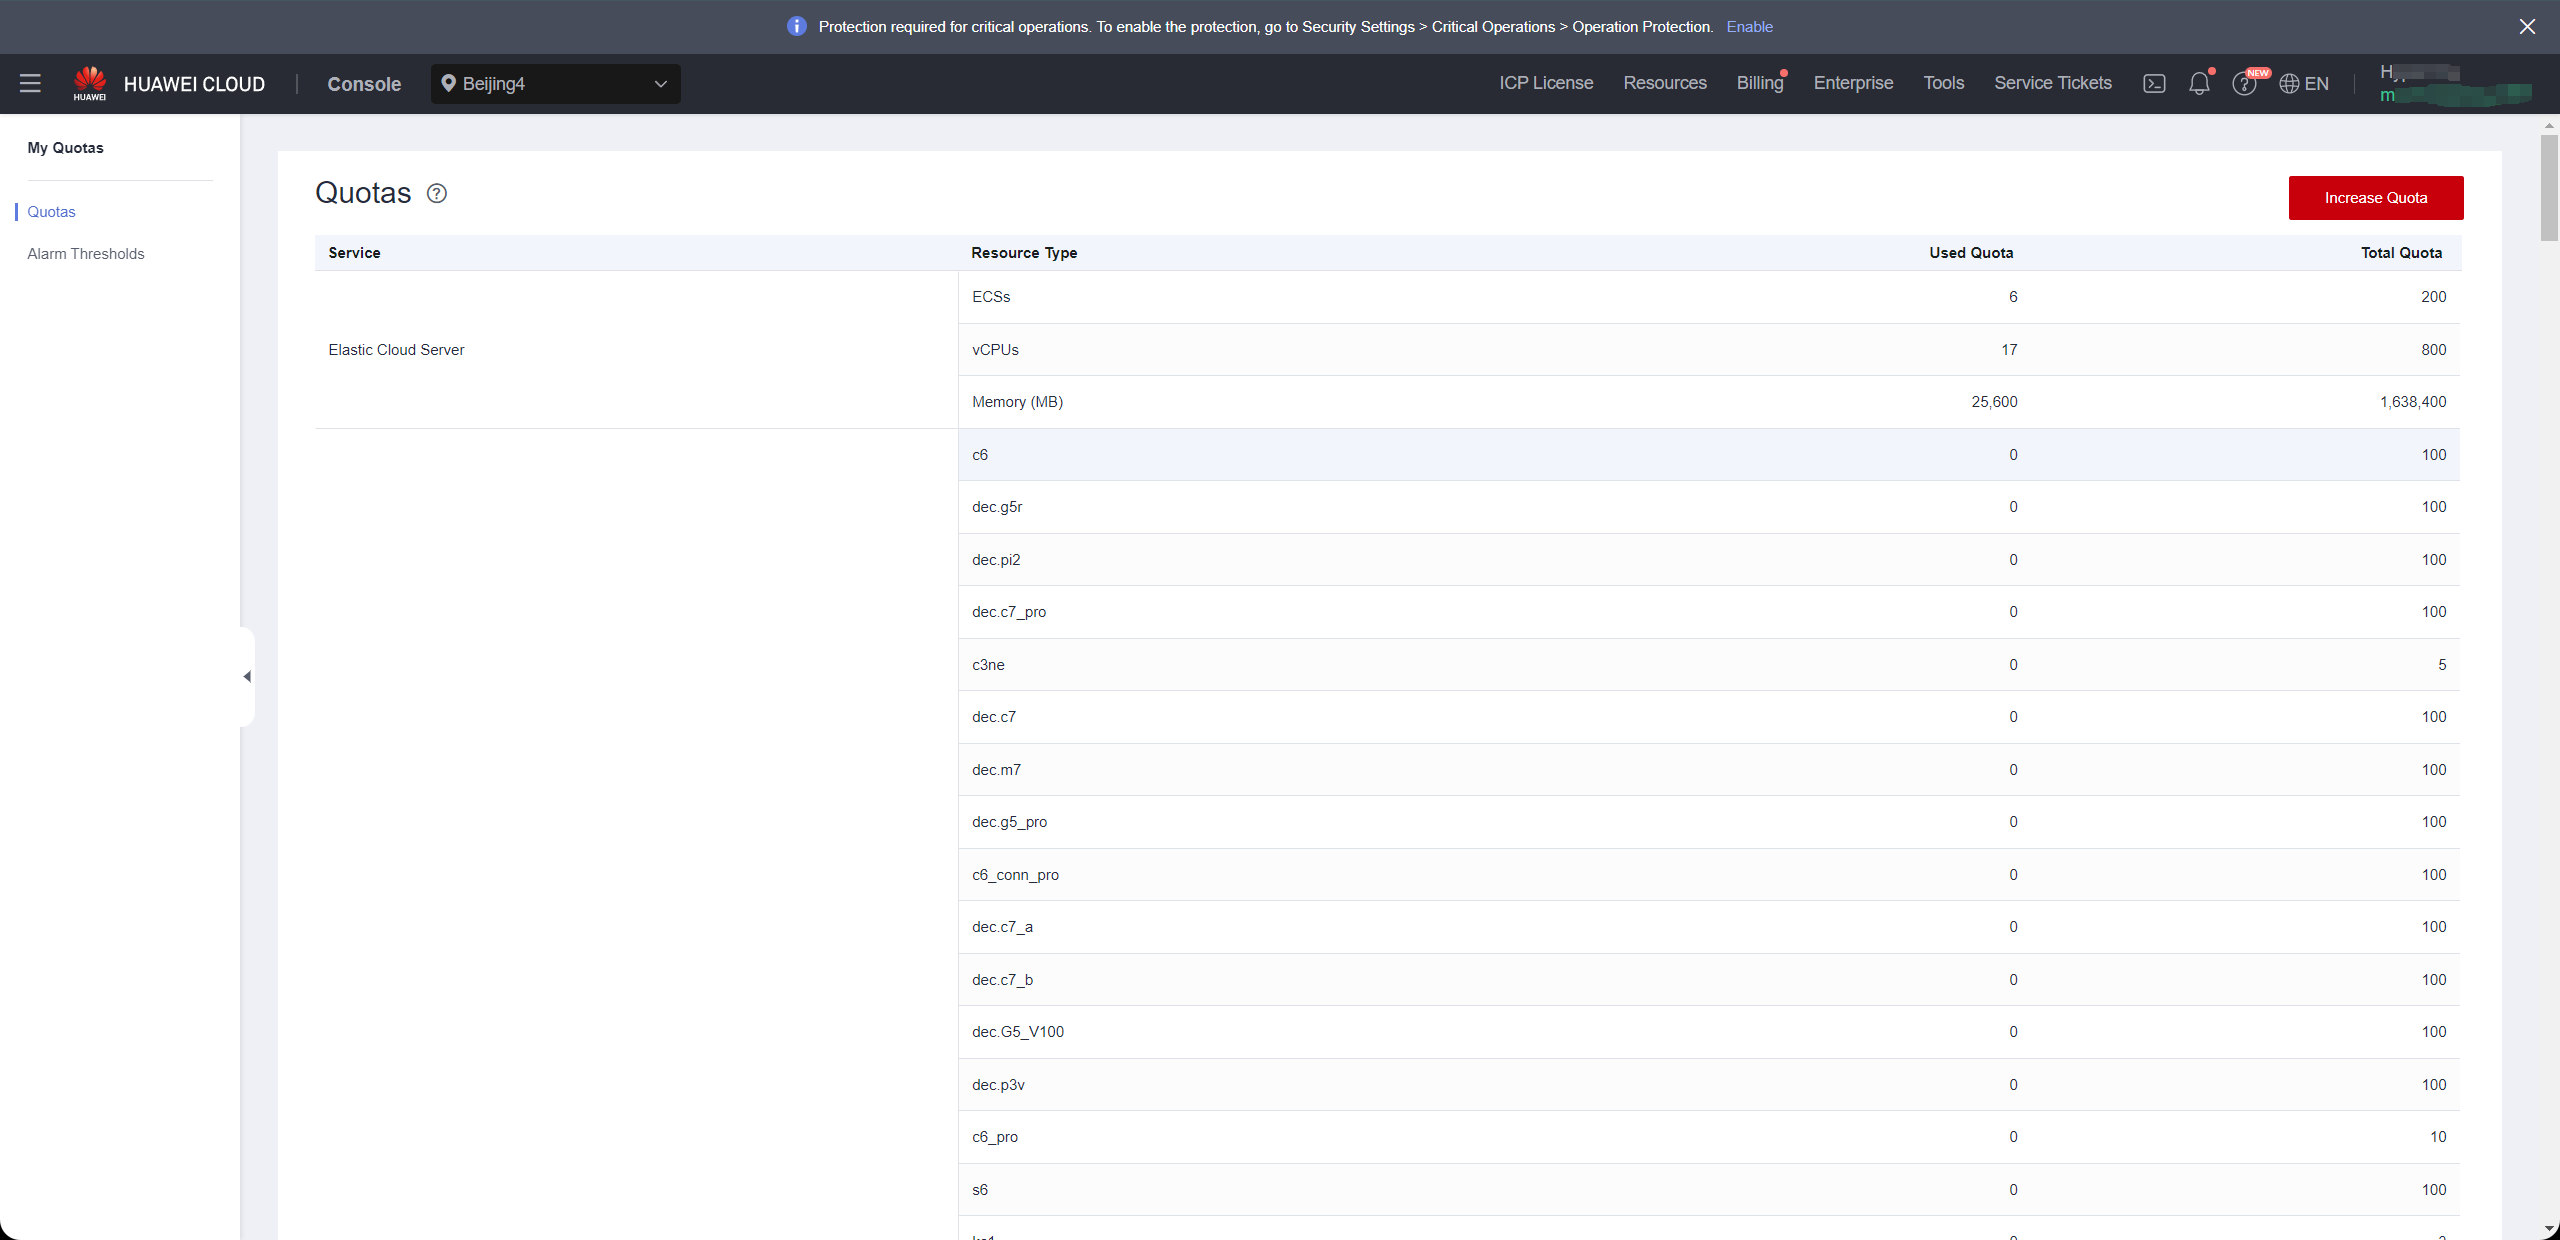 Protection required for critical operations. To enable the protection, go to Security Settings > Critical Operations > Operation Protection. Enable
HUAWEI
HUAWEI CLOUD
Console
Beijing4
ICP License
Resources
Billing
Enterprise
Tools
Service Tickets
NEW
EN
My Quotas
Quotas
Alarm Thresholds
Quotas
Increase Quota
Service Resource Type Used Quota Total Quota
Elastic Cloud Server
ECSs 6 200
vCPUs 17 800
Memory (MB) 25,600 1,638,400
c6 0 100
dec.g5r 0 100
dec.pi2 0 100
dec.c7_pro 0 100
c3ne 0 5
dec.c7 0 100
dec.m7 0 100
dec.g5_pro 0 100
c6_conn_pro 0 100
dec.c7_a 0 100
dec.c7_b 0 100
dec.G5_V100 0 100
dec.p3v 0 100
c6_pro 0 10
s6 0 100